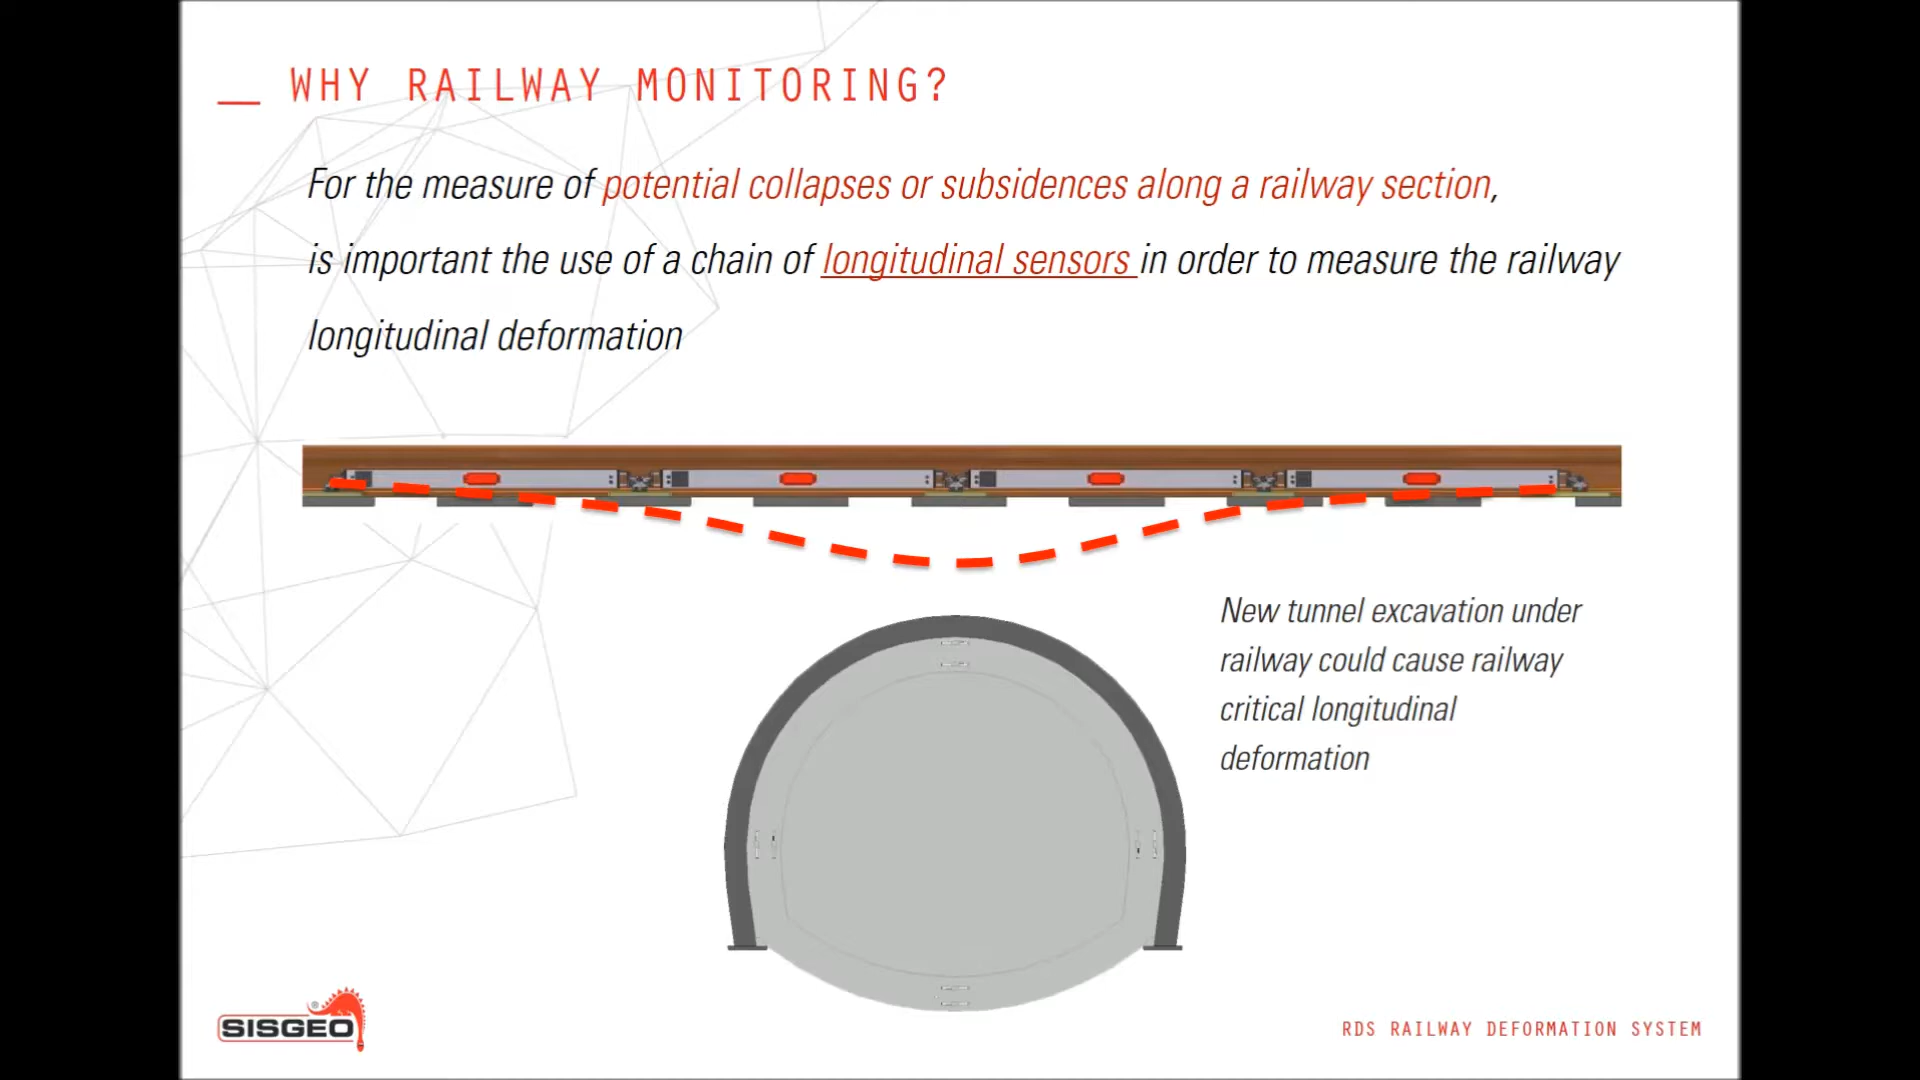 __ WHY RAILWAY MONITORING?
For the measure of potential collapses or subsidences along a railway section,
is important the use of a chain of longitudinal sensors in order to measure the railway
longitudinal deformation
New tunnel excavation under
railway could cause railway
critical longitudinal
deformation
®
SISGEO
RDS RAILWAY DEFORMATION SYSTEM